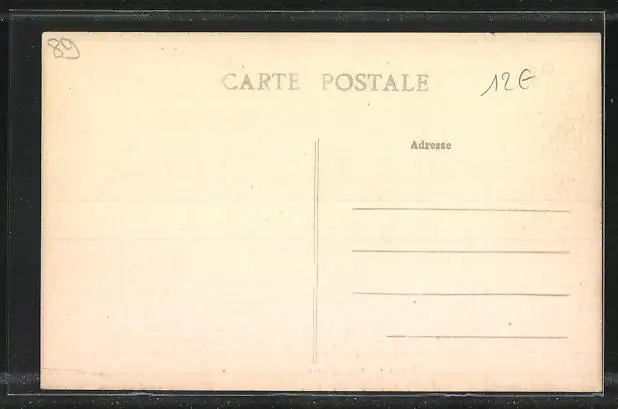 89
CARTE POSTALE
12€
Adresse